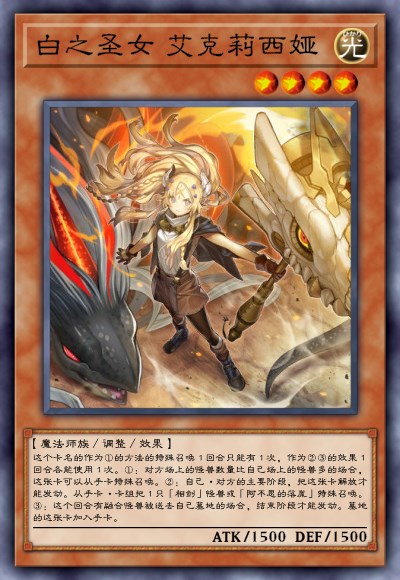 白之圣女 艾克莉西娅
光
【魔法师族／调整／效果】
这个卡名的作为①的方法的特殊召唤1回合只能有1次，作为②③的效果1
回合各能使用1次。①：对方场上的怪兽数量比自己场上的怪兽多的场合，
这张卡可以从手卡特殊召唤。②：自己·对方的主要阶段，把这张卡解放才
能发动。从手卡·卡组把1只「相剑」怪兽或「阿不思的落胤」特殊召唤。
③：这个回合有融合怪兽被送去自己墓地的场合，结束阶段才能发动。墓地
的这张卡加入手卡。
ATK/1500 DEF/1500